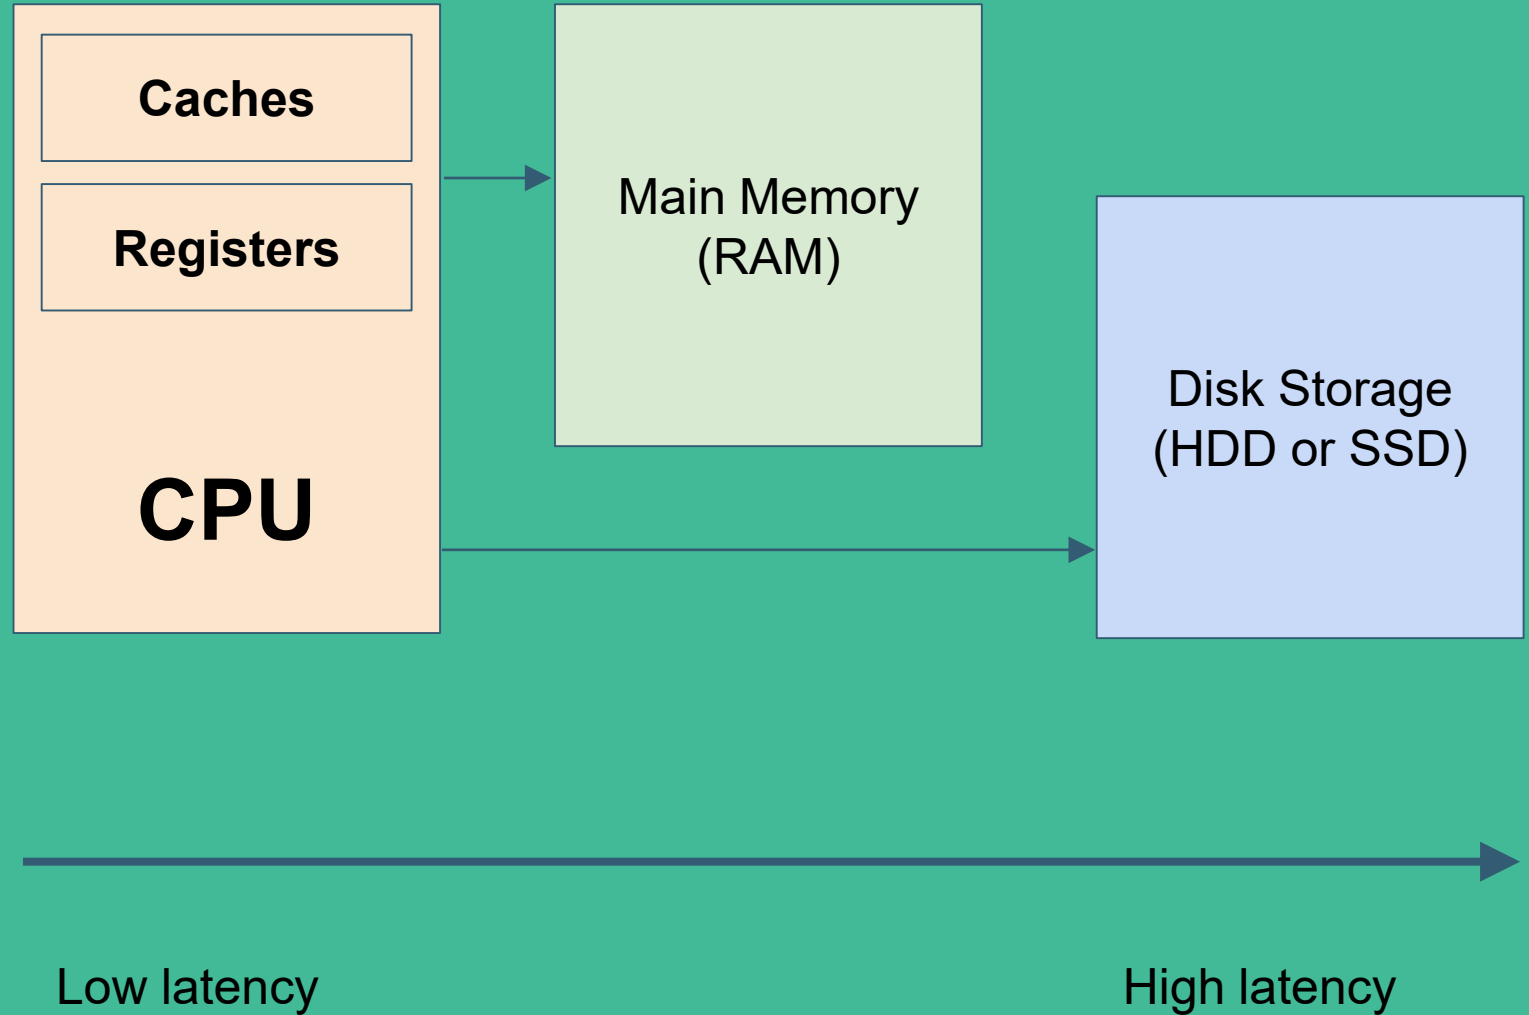 Caches
Registers
CPU
Main Memory
(RAM)
Disk Storage
(HDD or SSD)
Low latency
High latency